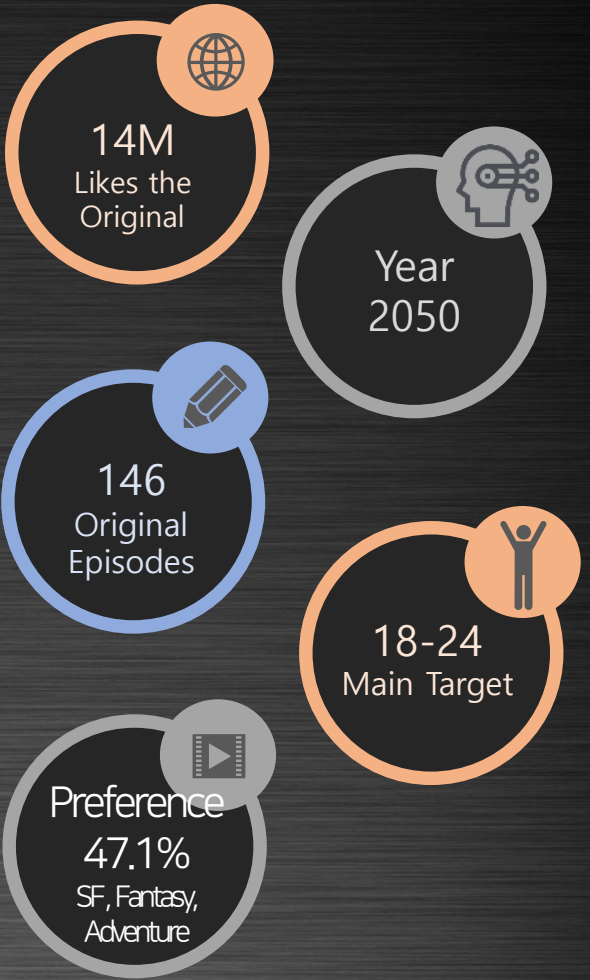 14M
Likes the
Original
Year
2050
146
Original
Episodes
18-24
Main Target
Preference
47.1%
SF, Fantasy,
Adventure